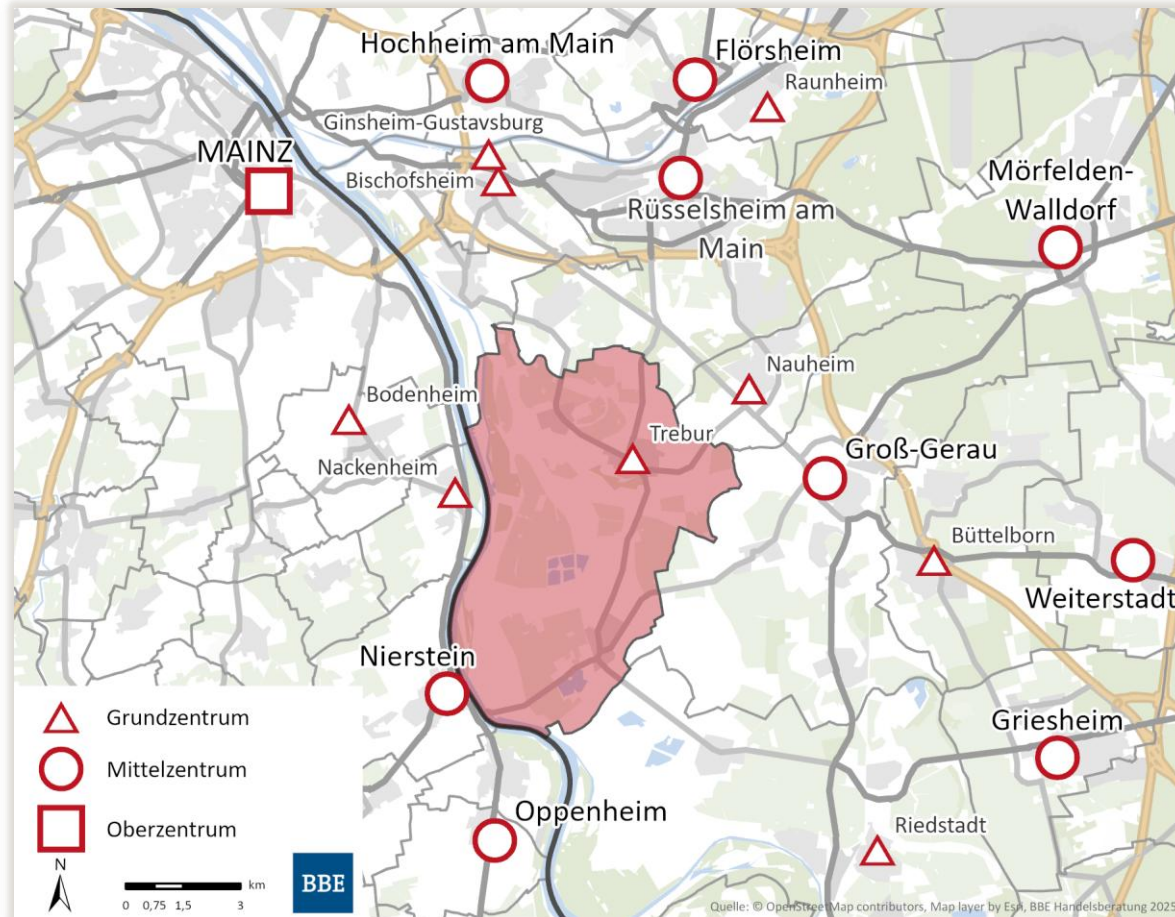 Hochheim am Main
Flörsheim
Raunheim
Ginsheim-Gustavsburg
MAINZ
Bischofsheim
Rüsselsheim am
Main
Mörfelden-
Walldorf
Nauheim
Bodenheim
Trebur
Groß-Gerau
Nackenheim
Büttelborn
Weiterstadt
Nierstein
Grundzentrum
Griesheim
Mittelzentrum
Oppenheim
Oberzentrum
Riedstadt
N
BBE
km
0 0,75 1,5 3
Quelle: © OpenStreetMap contributors, Map layer by Esri, BBE Handelsberatung 202